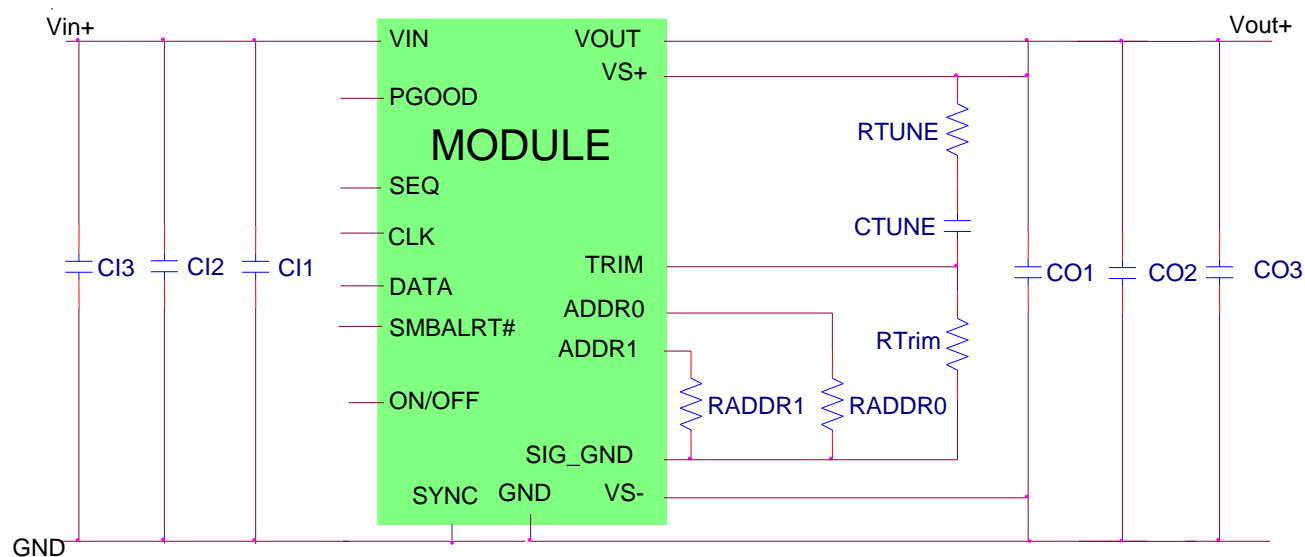 Vin+
VIN
VOUT
Vout+
VS+
PGOOD
MODULE
RTUNE
SEQ
CTUNE
CLK
TRIM
CI3
CI2
CI1
CO1
CO2
CO3
DATA
ADDR0
SMBALRT#
ADDR1
RTrim
ON/OFF
RADDR1
RADDR0
SIG_GND
SYNC
GND
VS-
GND